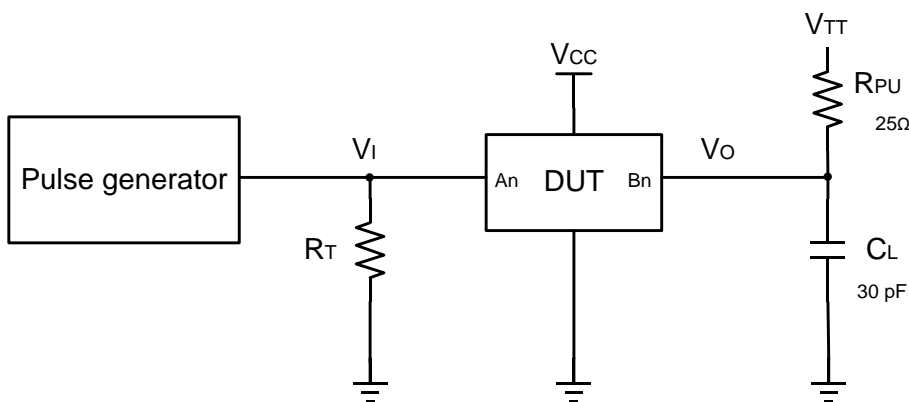 VTT
VCC
RPU
25Ω
Pulse generator
VI
An
DUT
Bn
VO
RT
CL
30 pF